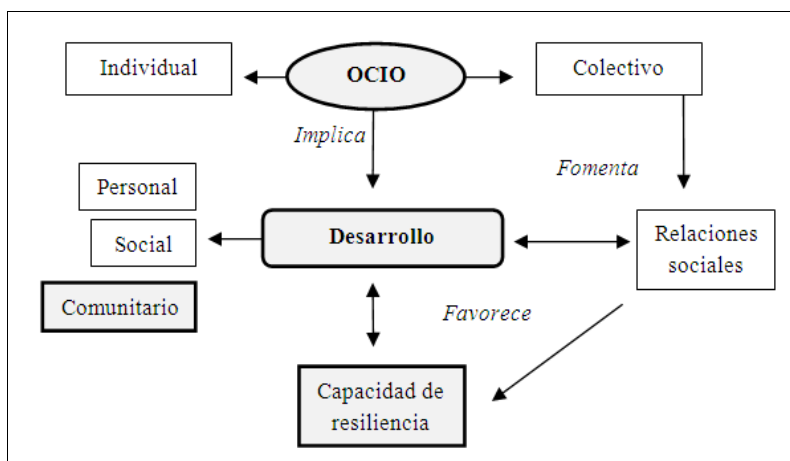 Individual
OCIO
Colectivo
Implica
Fomenta
Personal
Social
Comunitario
Desarrollo
Relaciones
sociales
Favorece
Capacidad de
resiliencia